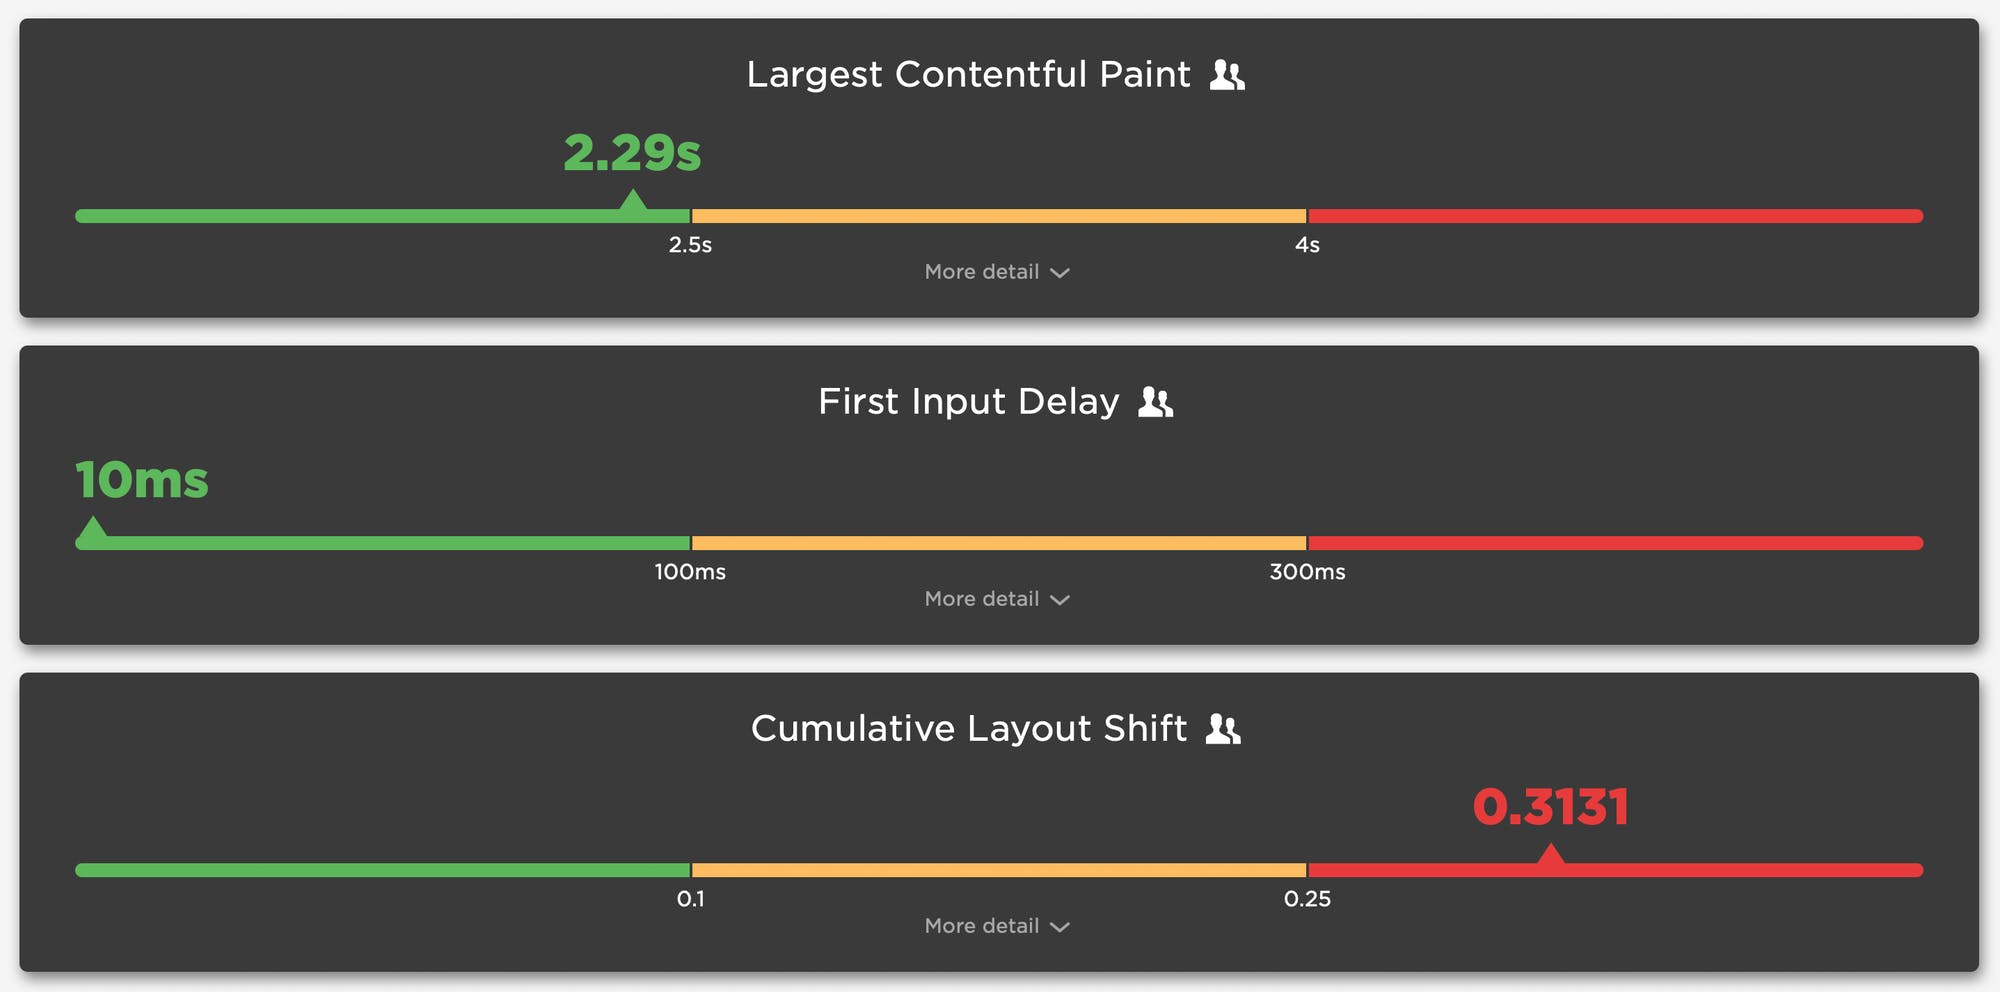 Largest Contentful Paint
2.29s
2.5s 4s
More detail
First Input Delay
10ms
100ms 300ms
More detail
Cumulative Layout Shift
0.3131
0.1 0.25
More detail